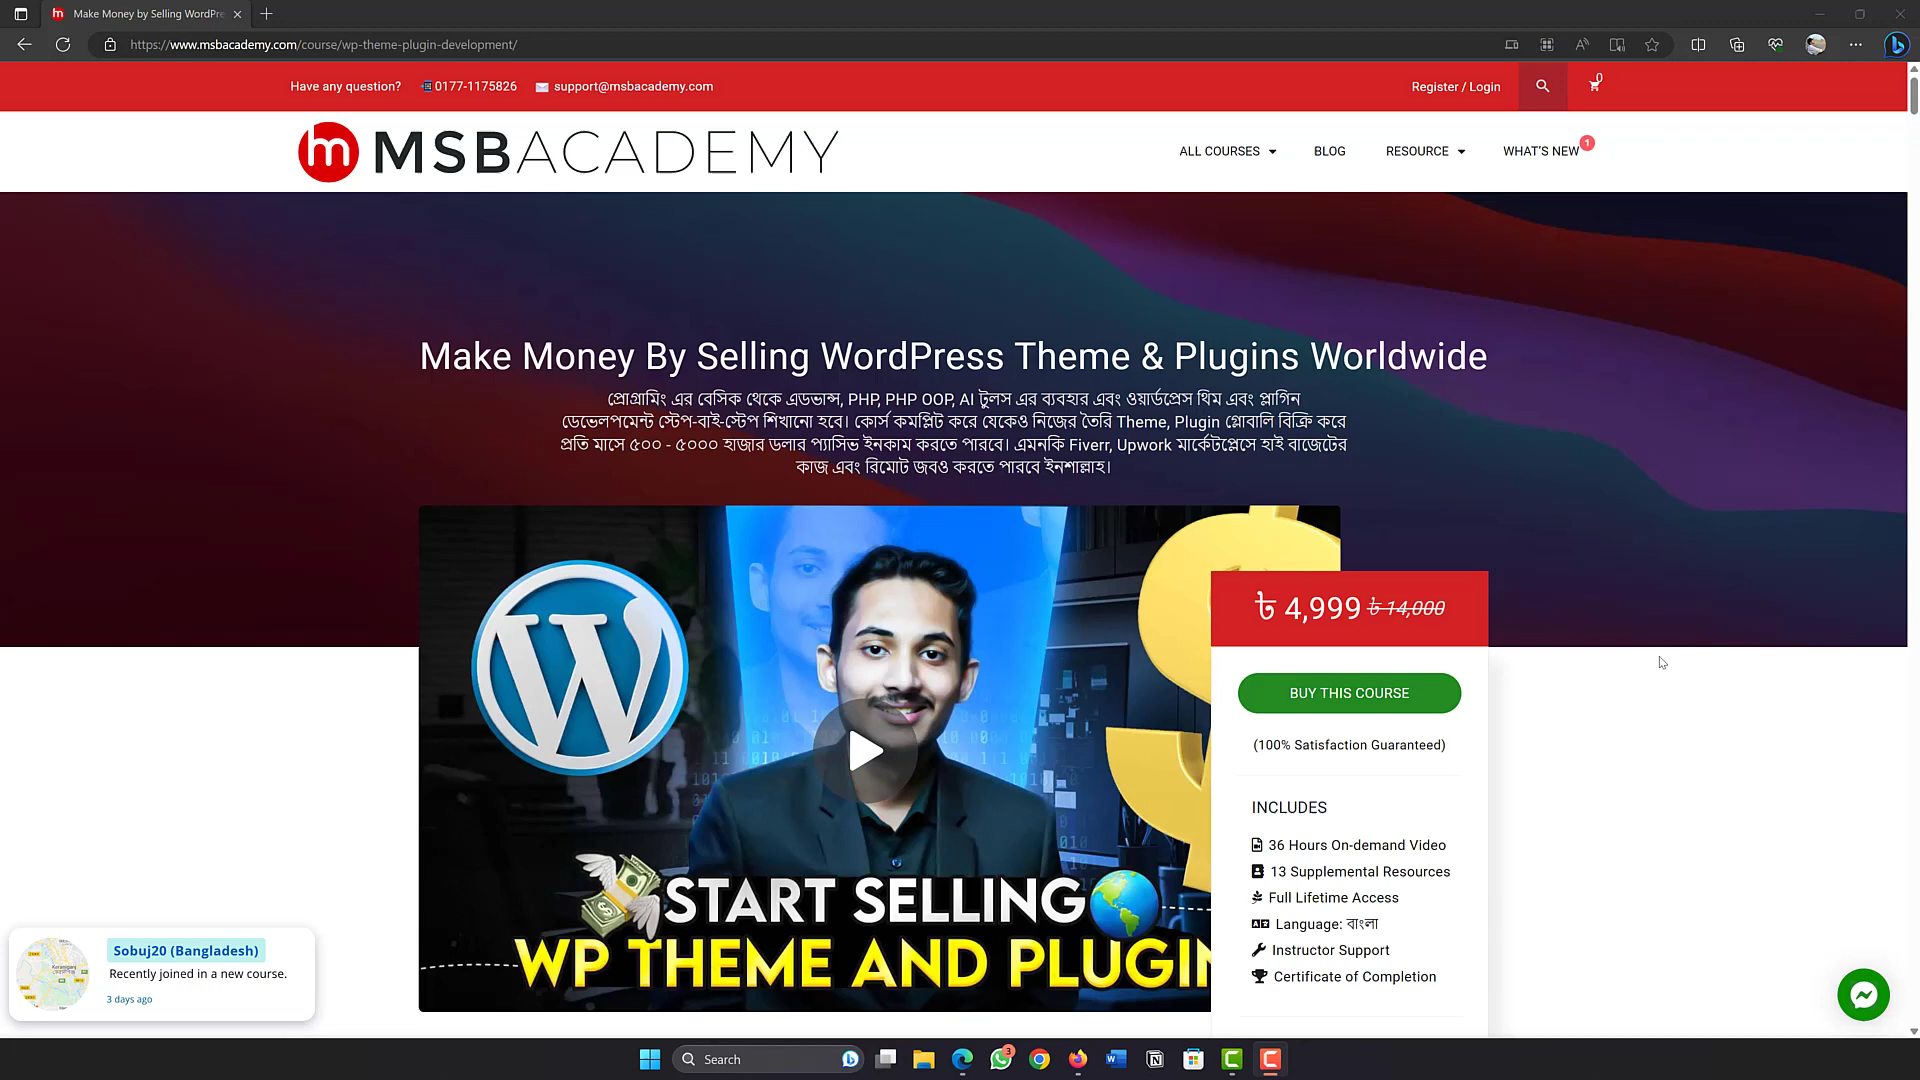 Make Money by Selling WordPre
https://www.msbacademy.com/course/wp-theme-plugin-development/
Have any question? 0177-1175826 support@msbacademy.com
Register / Login
0
MSBACADEMY
ALL COURSES BLOG RESOURCE WHAT'S NEW 1
Make Money By Selling WordPress Theme & Plugins Worldwide
প্রোগ্রামিং এর বেসিক থেকে এডভান্স, PHP, PHP OOP, AI টুলস এর ব্যবহার এবং ওয়ার্ডপ্রেস থিম এবং প্লাগিন
ডেভেলপমেন্ট স্টেপ-বাই-স্টেপ শিখানো হবে। কোর্স কমপ্লিট করে যেকেও নিজের তৈরি Theme, Plugin গ্লোবালি বিক্রি করে
প্রতি মাসে ৫০০ - ৫০০০ হাজার ডলার প্যাসিভ ইনকাম করতে পারবে। এমনকি Fiverr, Upwork মার্কেটপ্লেসে হাই বাজেটের
কাজ এবং রিমোট জবও করতে পারবে ইনশাল্লাহ।
START SELLING
WP THEME AND PLUGIN
৳ 4,999 ৳ 14,000
BUY THIS COURSE
(100% Satisfaction Guaranteed)
INCLUDES
36 Hours On-demand Video
13 Supplemental Resources
Full Lifetime Access
Language: বাংলা
Instructor Support
Certificate of Completion
Sobuj20 (Bangladesh)
Recently joined in a new course.
3 days ago
Search
3